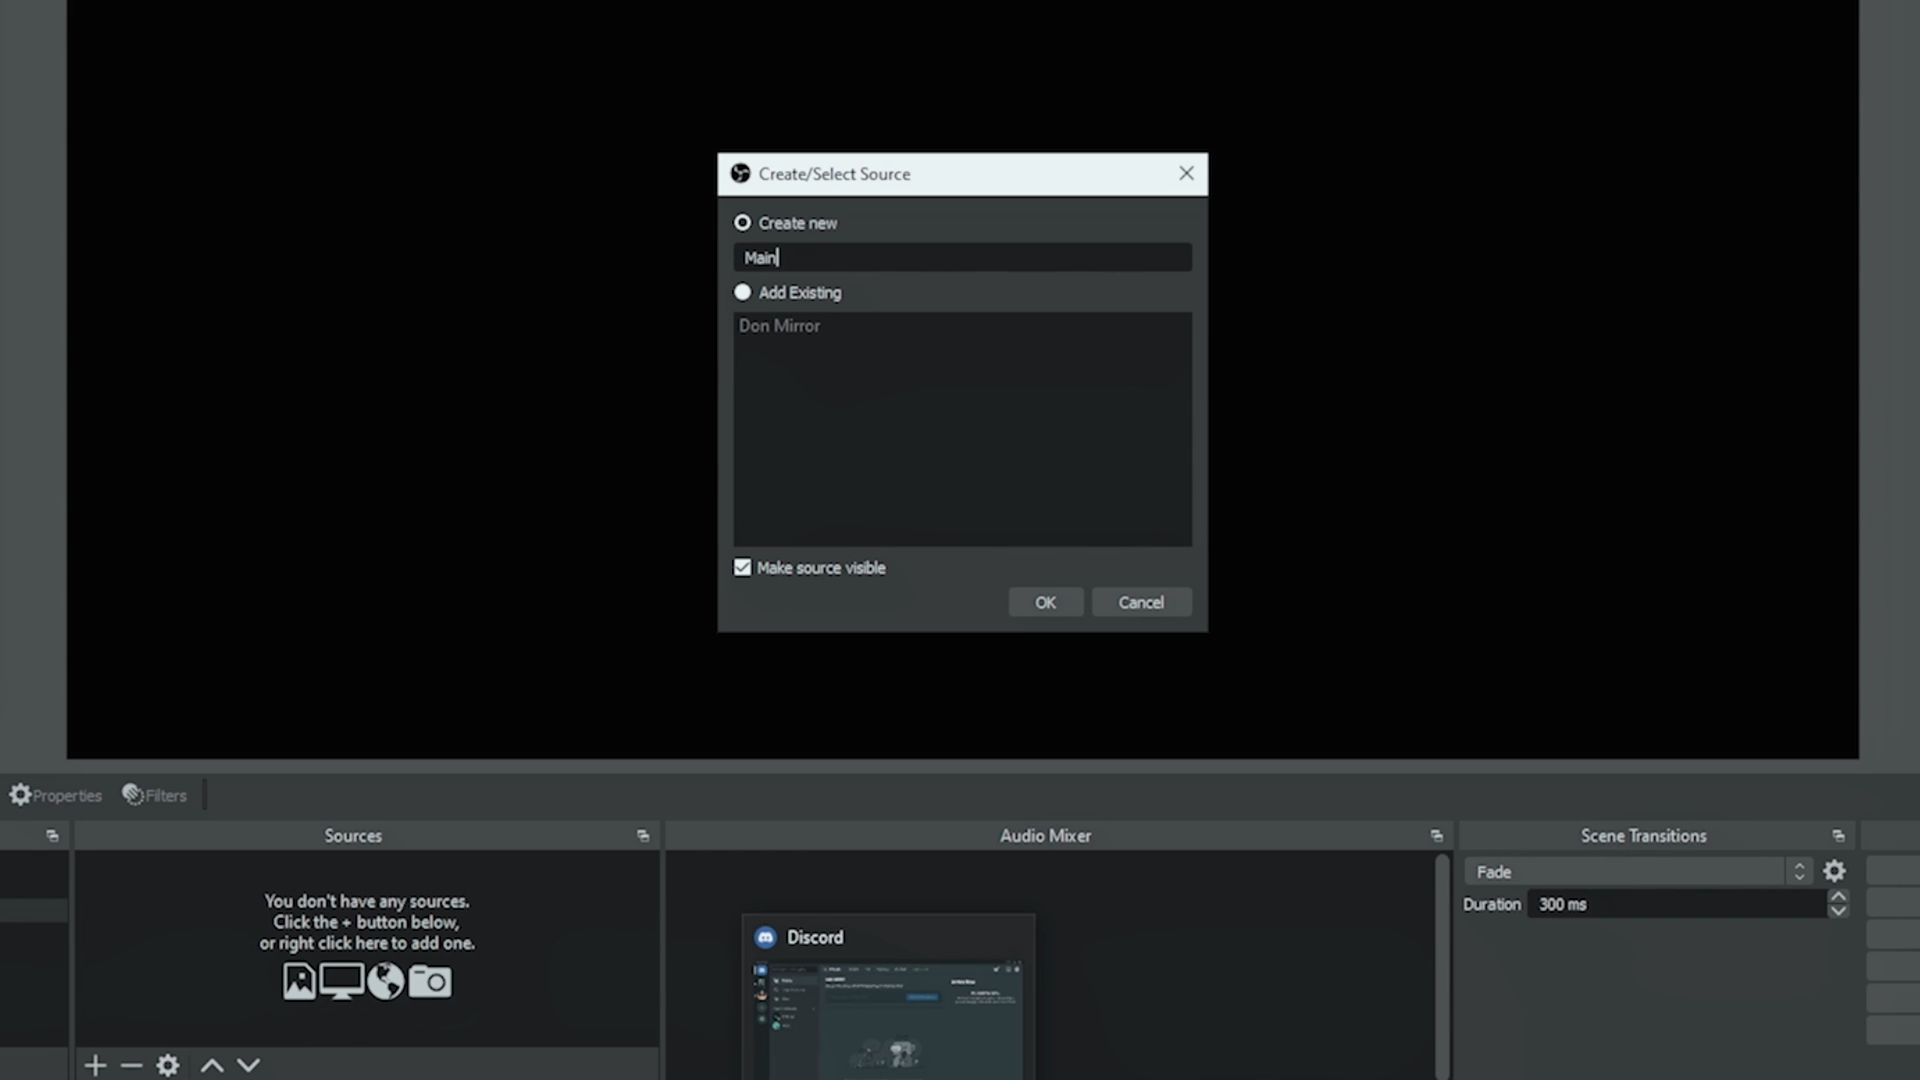 Create/Select Source
Create new
Main
Add Existing
Don Mirror
Make source visible
OK
Cancel
Properties
Filters
Sources
Audio Mixer
Scene Transitions
You don't have any sources.
Click the + button below,
or right click here to add one.
Fade
Duration
300 ms
Discord